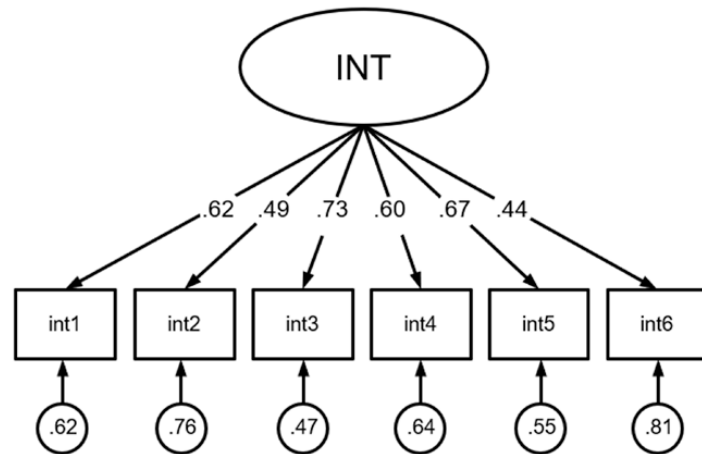 INT
.62 .49 .73 .60 .67 .44
int1 int2 int3 int4 int5 int6
.62 .76 .47 .64 .55 .81